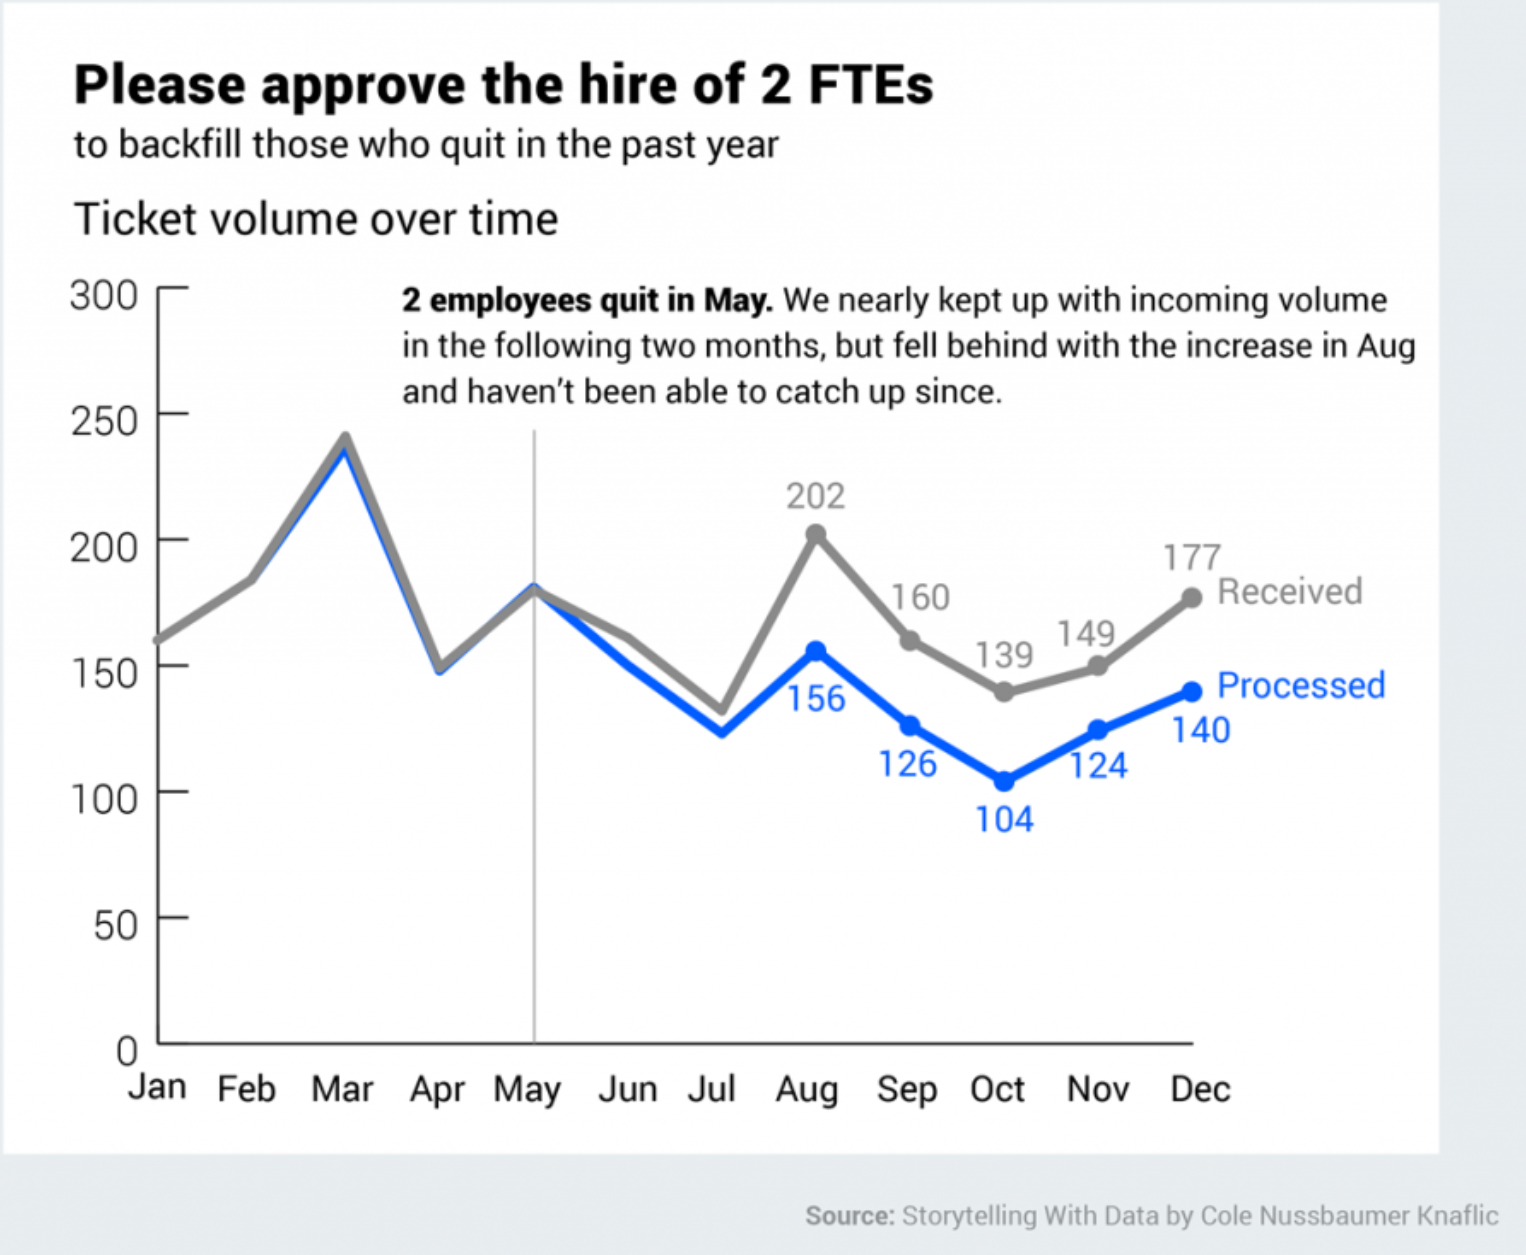 Please approve the hire of 2 FTEs
to backfill those who quit in the past year
Ticket volume over time
2 employees quit in May. We nearly kept up with incoming volume
in the following two months, but fell behind with the increase in Aug
and haven't been able to catch up since.
300
250
200
150
100
50
0
202
160
139
149
177
Received
156
126
104
124
140
Processed
Jan Feb Mar Apr May Jun Jul Aug Sep Oct Nov Dec
Source: Storytelling With Data by Cole Nussbaumer Knaflic